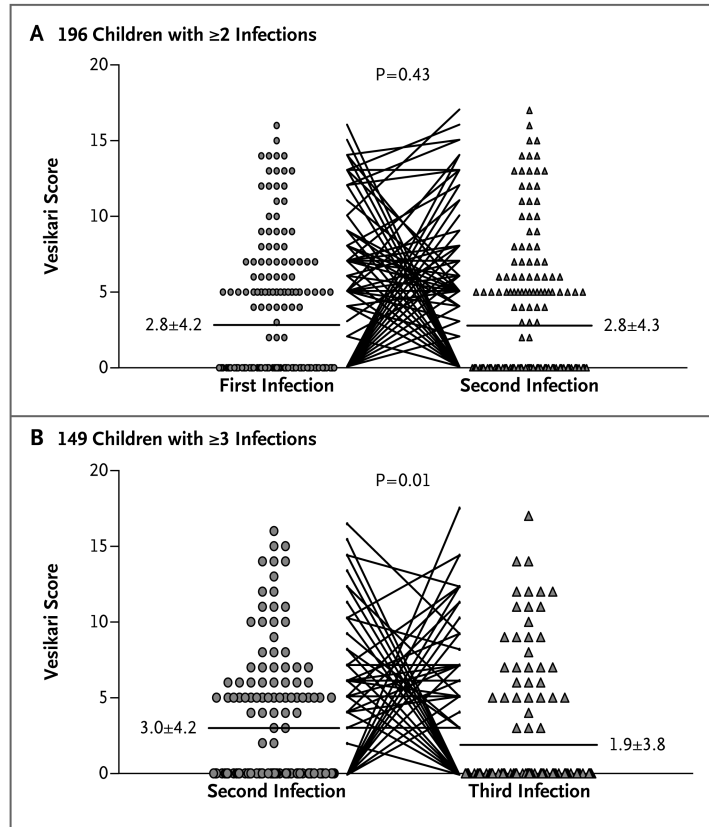 A 196 Children with ≥2 Infections
20
P=0.43
15
10
5
0
Vesikari Score
2.8±4.2
2.8±4.3
First Infection
Second Infection
B 149 Children with ≥3 Infections
20
P=0.01
15
10
5
0
Vesikari Score
3.0±4.2
1.9±3.8
Second Infection
Third Infection